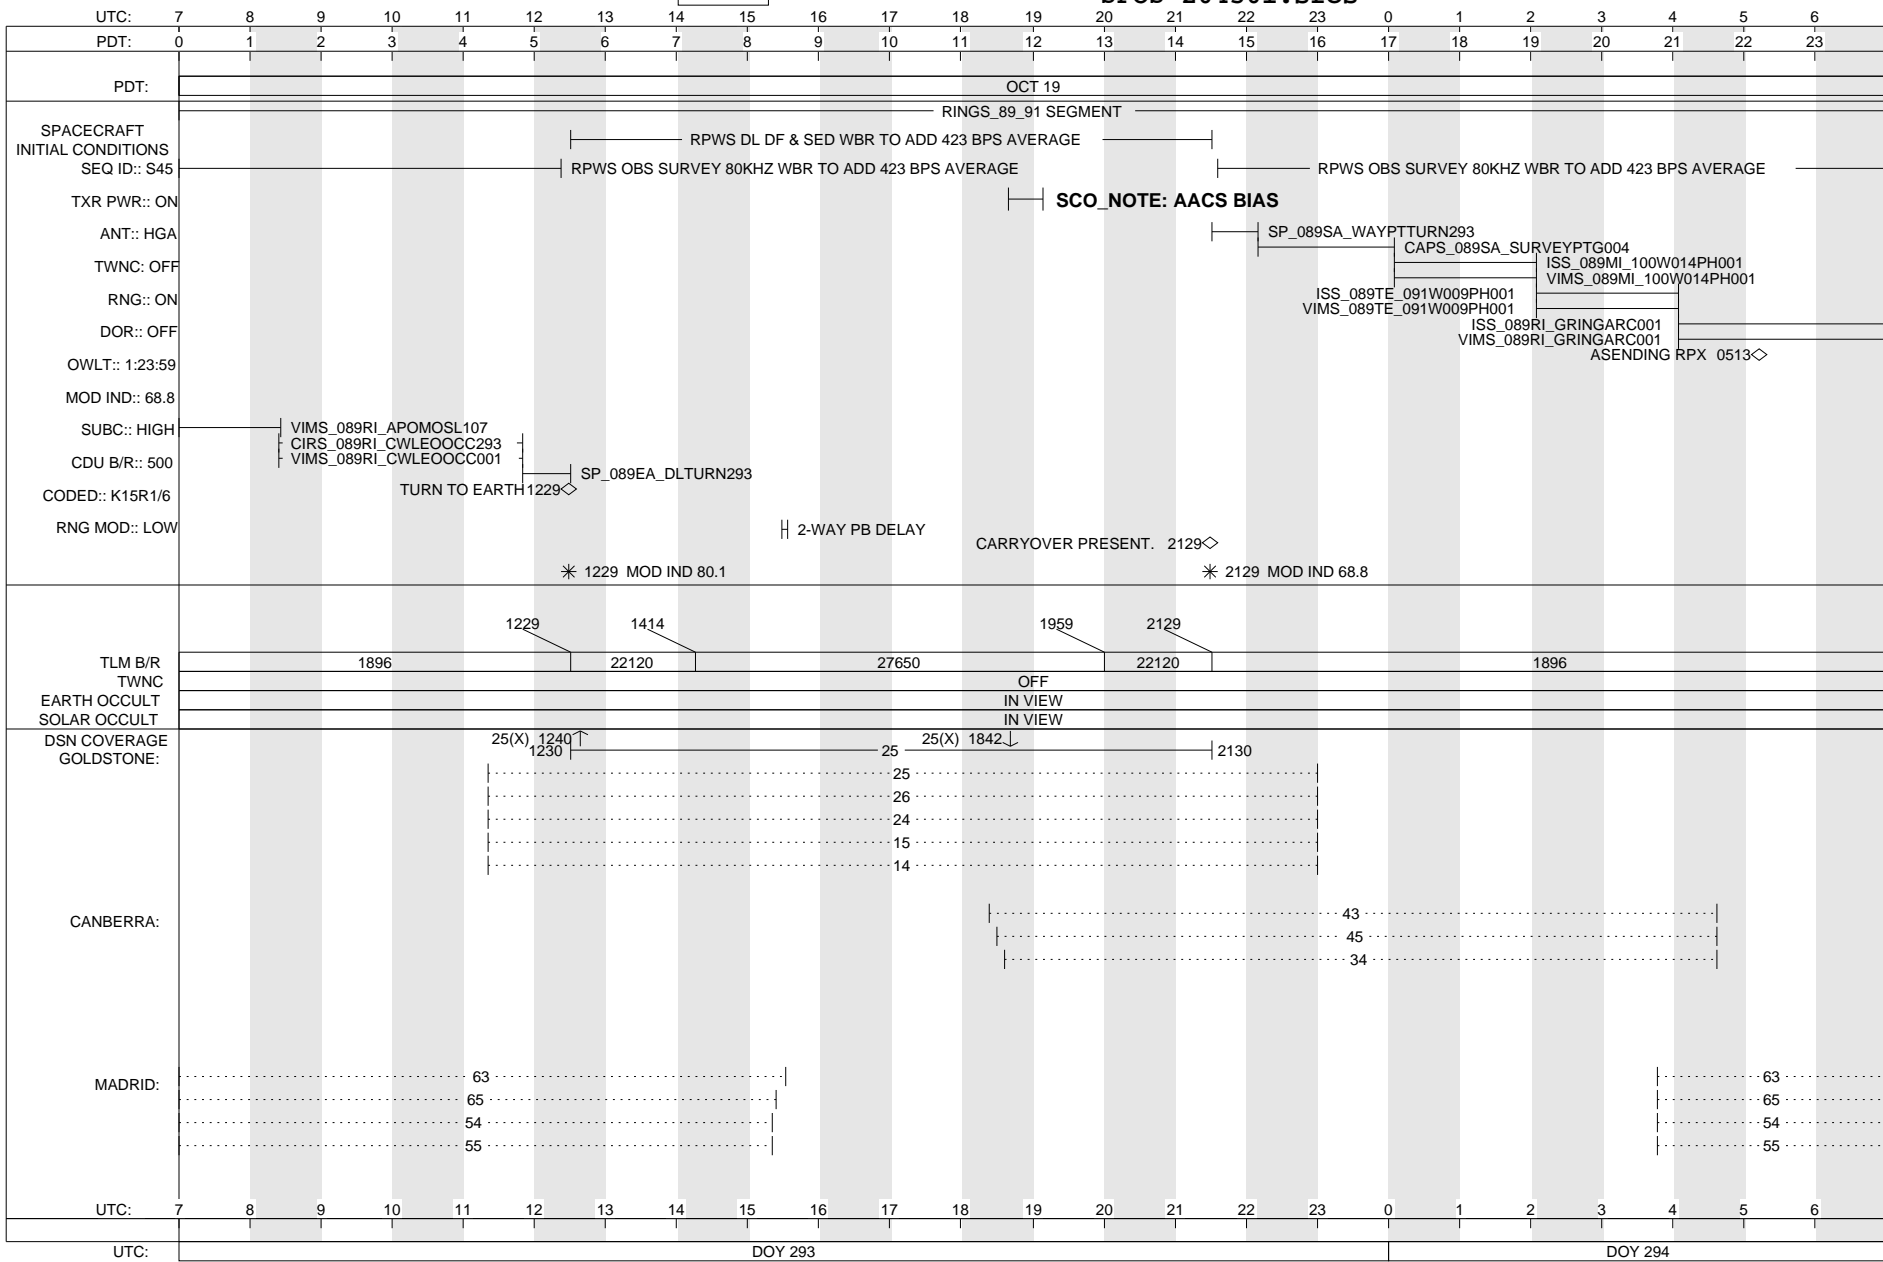 UTC: 7 8 9 10 11 12 13 14 15 16 17 18 19 20 21 22 23 0 1 2 3 4 5 6
PDT: 0 1 2 3 4 5 6 7 8 9 10 11 12 13 14 15 16 17 18 19 20 21 22 23
PDT: OCT 19
RINGS_89_91 SEGMENT
SPACECRAFT
INITIAL CONDITIONS
RPWS DL DF & SED WBR TO ADD 423 BPS AVERAGE
SEQ ID:: S45
RPWS OBS SURVEY 80KHZ WBR TO ADD 423 BPS AVERAGE
RPWS OBS SURVEY 80KHZ WBR TO ADD 423 BPS AVERAGE
TXR PWR:: ON
SCO_NOTE: AACS BIAS
ANT:: HGA
SP_089SA_WAYPTTURN293
CAPS_089SA_SURVEYPTG004
TWNC: OFF
ISS_089MI_100W014PH001
VIMS_089MI_100W014PH001
RNG:: ON
ISS_089TE_091W009PH001
VIMS_089TE_091W009PH001
DOR:: OFF
ISS_089RI_GRINGARC001
VIMS_089RI_GRINGARC001
ASENDING RPX 0513
OWLT:: 1:23:59
MOD IND:: 68.8
SUBC:: HIGH
VIMS_089RI_APOMOSL107
CIRS_089RI_CWLEOOCC293
VIMS_089RI_CWLEOOCC001
CDU B/R:: 500
SP_089EA_DLTURN293
CODED:: K15R1/6
TURN TO EARTH 1229
RNG MOD:: LOW
2-WAY PB DELAY
CARRYOVER PRESENT. 2129
1229 MOD IND 80.1
2129 MOD IND 68.8
1229 1414 1959 2129
TLM B/R 1896 22120 27650 22120 1896
TWNC OFF
EARTH OCCULT IN VIEW
SOLAR OCCULT IN VIEW
DSN COVERAGE
25(X) 1240 25(X) 1842
GOLDSTONE:
1230 25 2130
25
26
24
15
14
CANBERRA:
43
45
34
MADRID:
63 63
65 65
54 54
55 55
UTC: 7 8 9 10 11 12 13 14 15 16 17 18 19 20 21 22 23 0 1 2 3 4 5 6
UTC: DOY 293 DOY 294